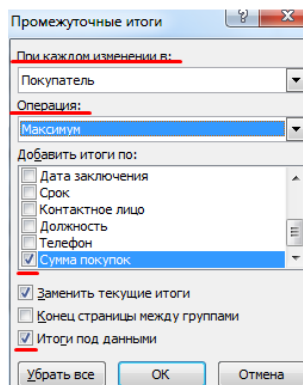 Промежуточные итоги
При каждом изменении в:
Покупатель
Операция:
Максимум
Добавить итоги по:
Дата заключения
Срок
Контактное лицо
Должность
Телефон
Сумма покупок
Заменить текущие итоги
Конец страницы между группами
Итоги под данными
Убрать все ОК Отмена